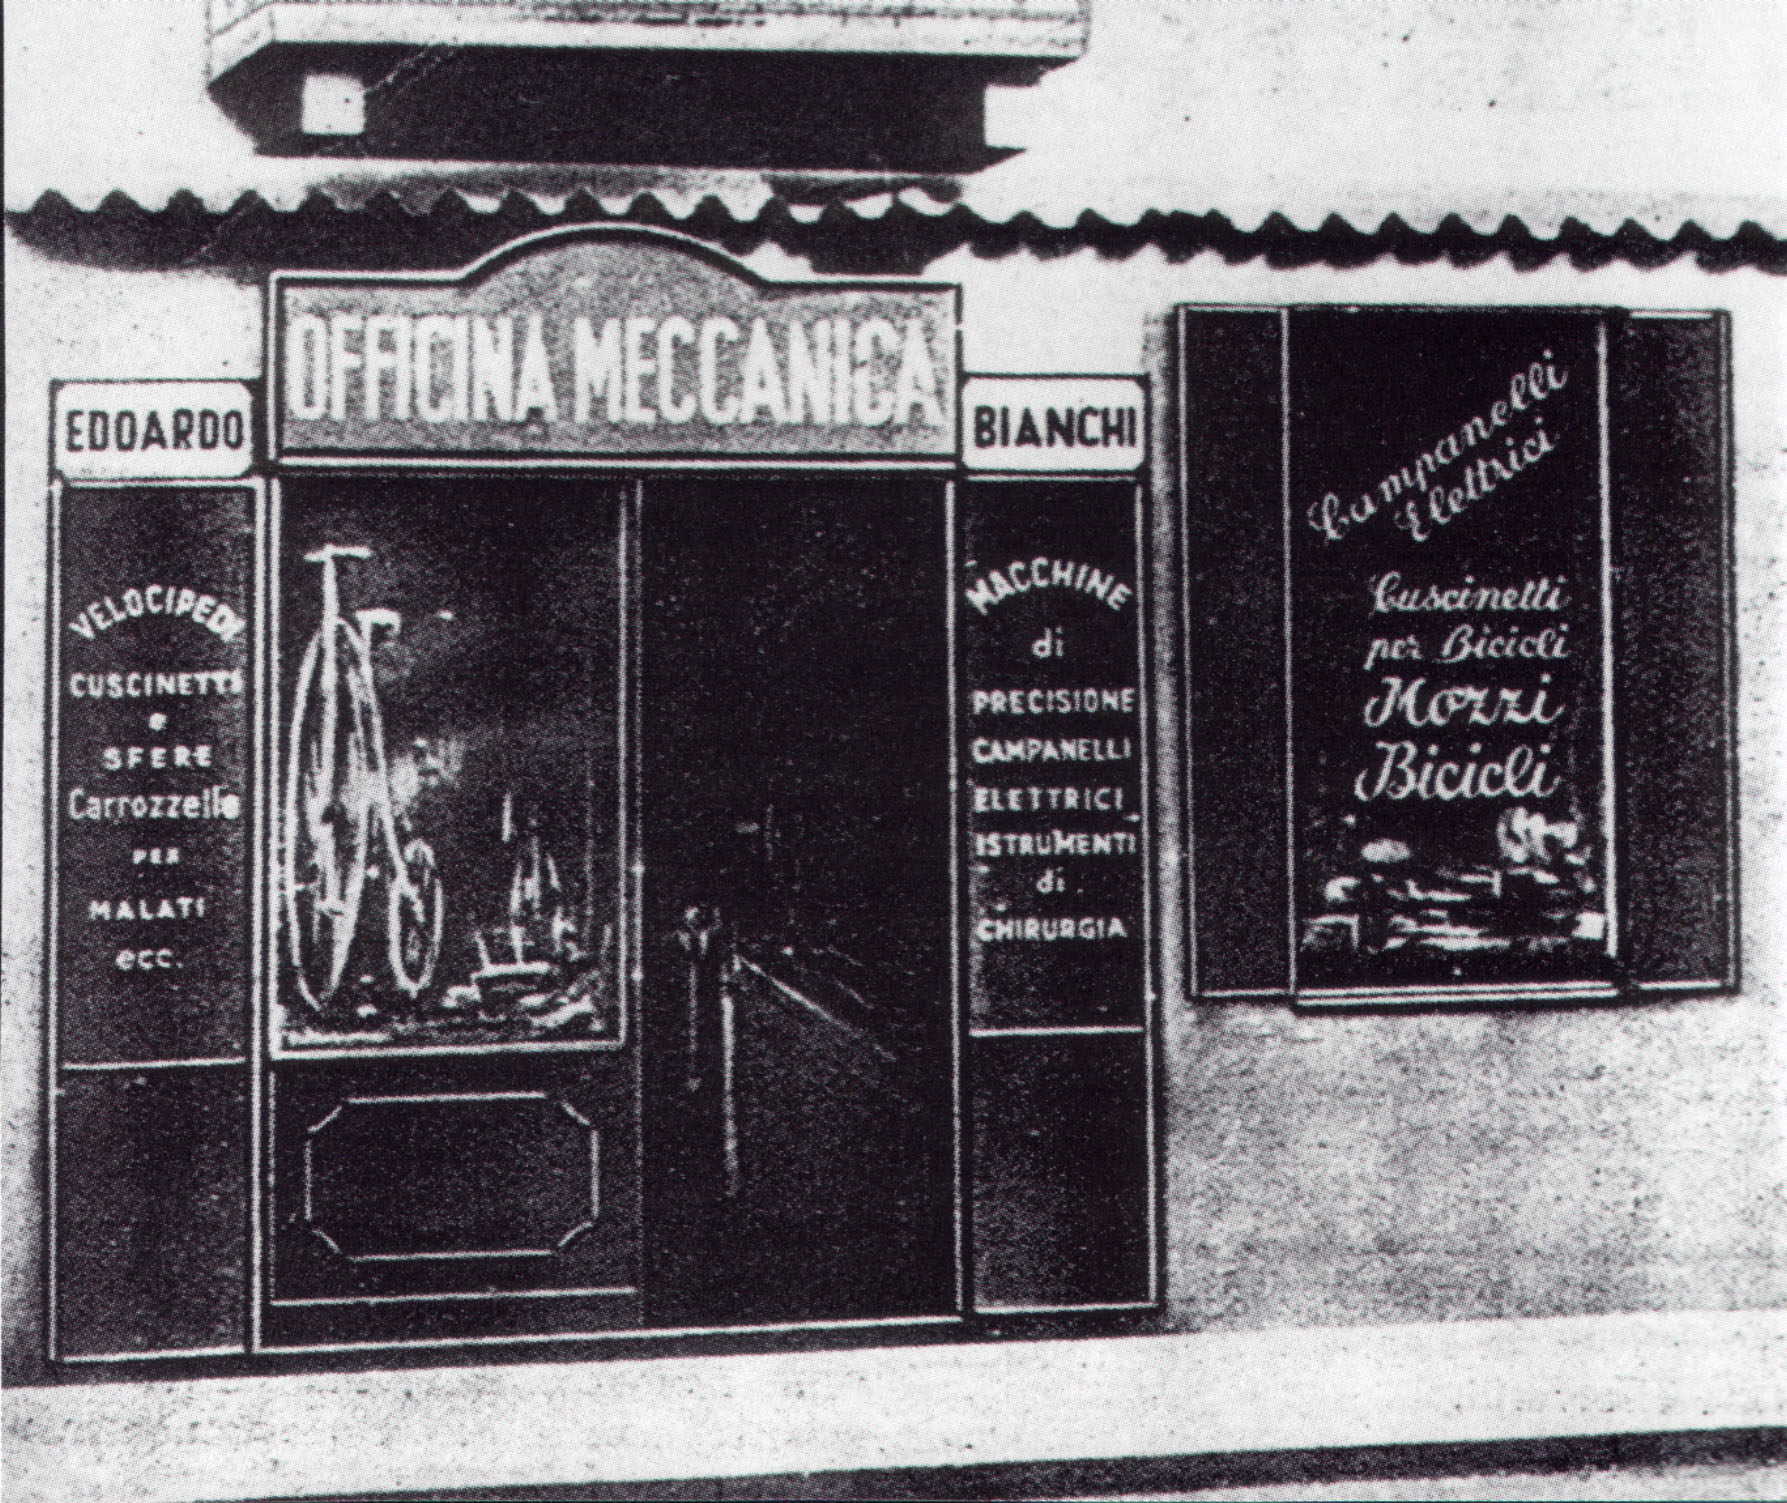 OFFICINA MECCANICA
EDOARDO
BIANCHI
VELOCIPEDI
CUSCINETTI
e
SFERE
Carrozzelle
PER
MALATI
ecc.
MACCHINE
di
PRECISIONE
CAMPANELLI
ELETTRICI
ISTRUMENTI
di
CHIRURGIA
Campanelli
Elettrici
Cuscinetti
per Bicicli
Mozzi
Bicicli